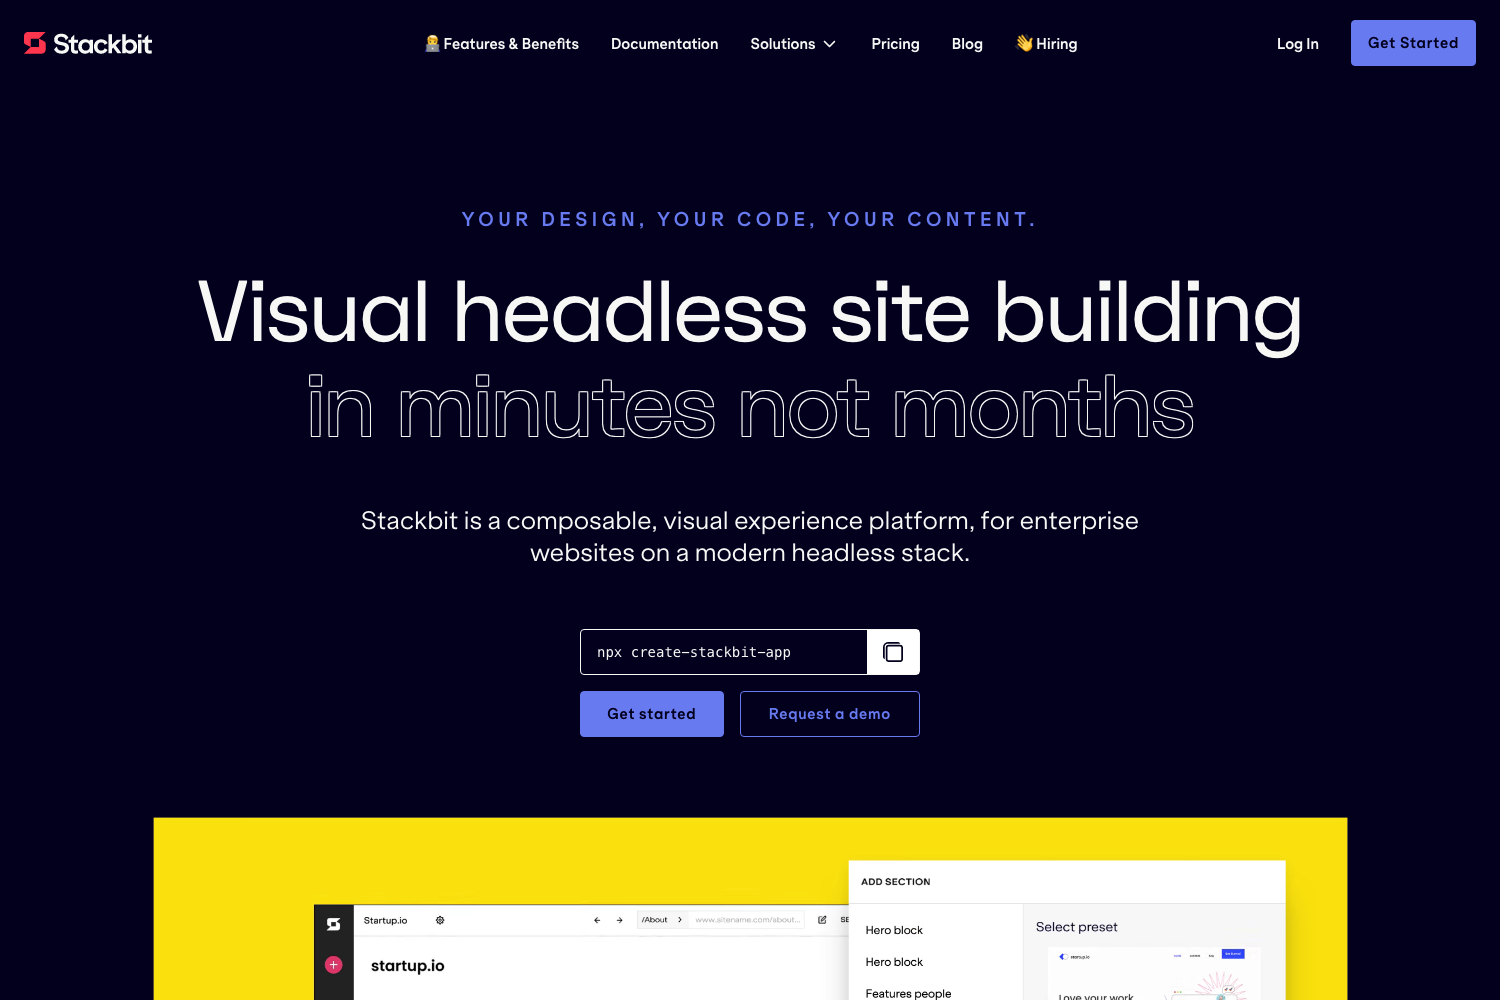 Stackbit
Features & Benefits
Documentation
Solutions
Pricing
Blog
Hiring
Log In
Get Started
YOUR DESIGN, YOUR CODE, YOUR CONTENT.
Visual headless site building
in minutes not months
Stackbit is a composable, visual experience platform, for enterprise
websites on a modern headless stack.
npx create-stackbit-app
Get started
Request a demo
ADD SECTION
Startup.io
/About
www.sitename.com/about...
SE
Hero block
Select preset
Hero block
startup.io
startup.io
Features people
Love your work